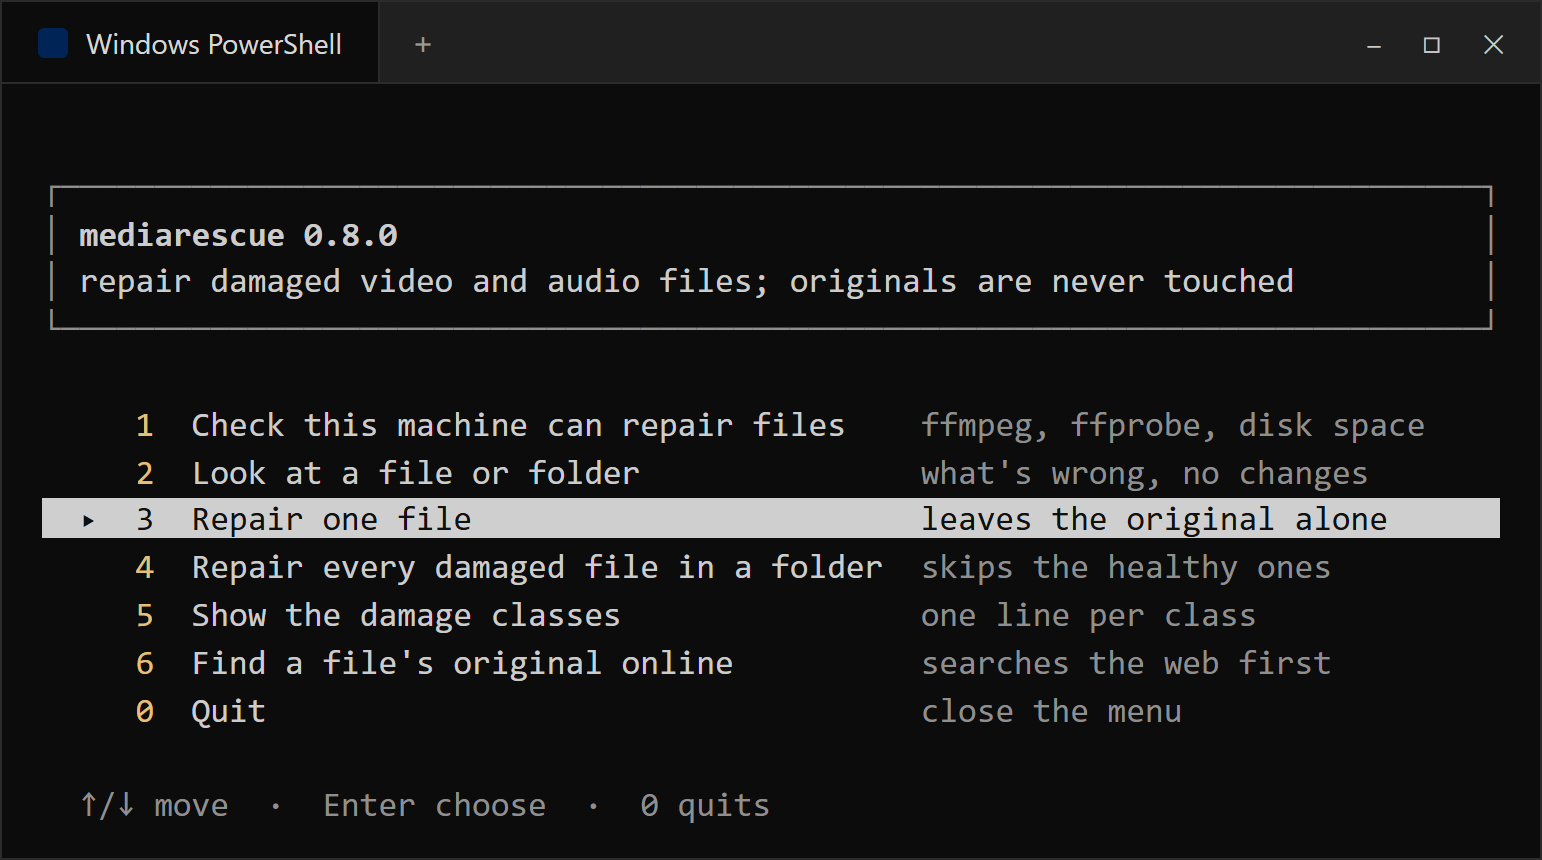 Windows PowerShell
mediarescue 0.8.0
repair damaged video and audio files; originals are never touched
1 Check this machine can repair files ffmpeg, ffprobe, disk space
2 Look at a file or folder what's wrong, no changes
▸ 3 Repair one file leaves the original alone
4 Repair every damaged file in a folder skips the healthy ones
5 Show the damage classes one line per class
6 Find a file's original online searches the web first
0 Quit close the menu
↑/↓ move · Enter choose · 0 quits